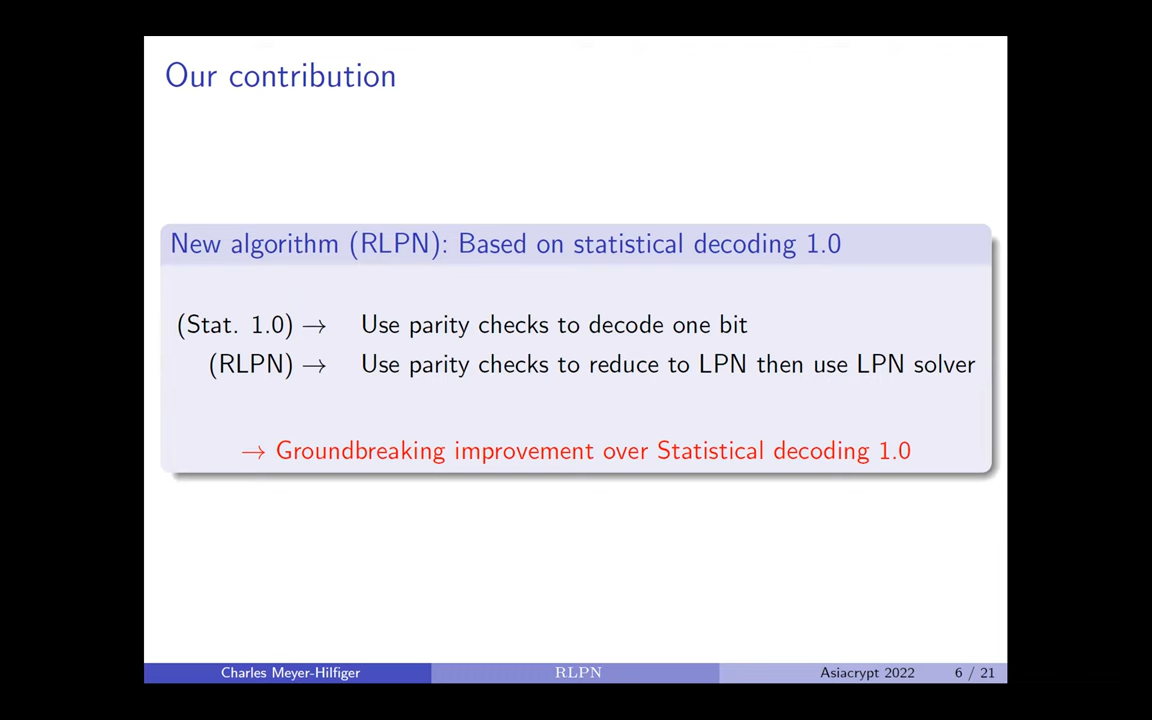 Our contribution
New algorithm (RLPN): Based on statistical decoding 1.0
(Stat. 1.0) → Use parity checks to decode one bit
(RLPN) → Use parity checks to reduce to LPN then use LPN solver
→ Groundbreaking improvement over Statistical decoding 1.0
Charles Meyer-Hilfiger RLPN Asiacrypt 2022 6 / 21